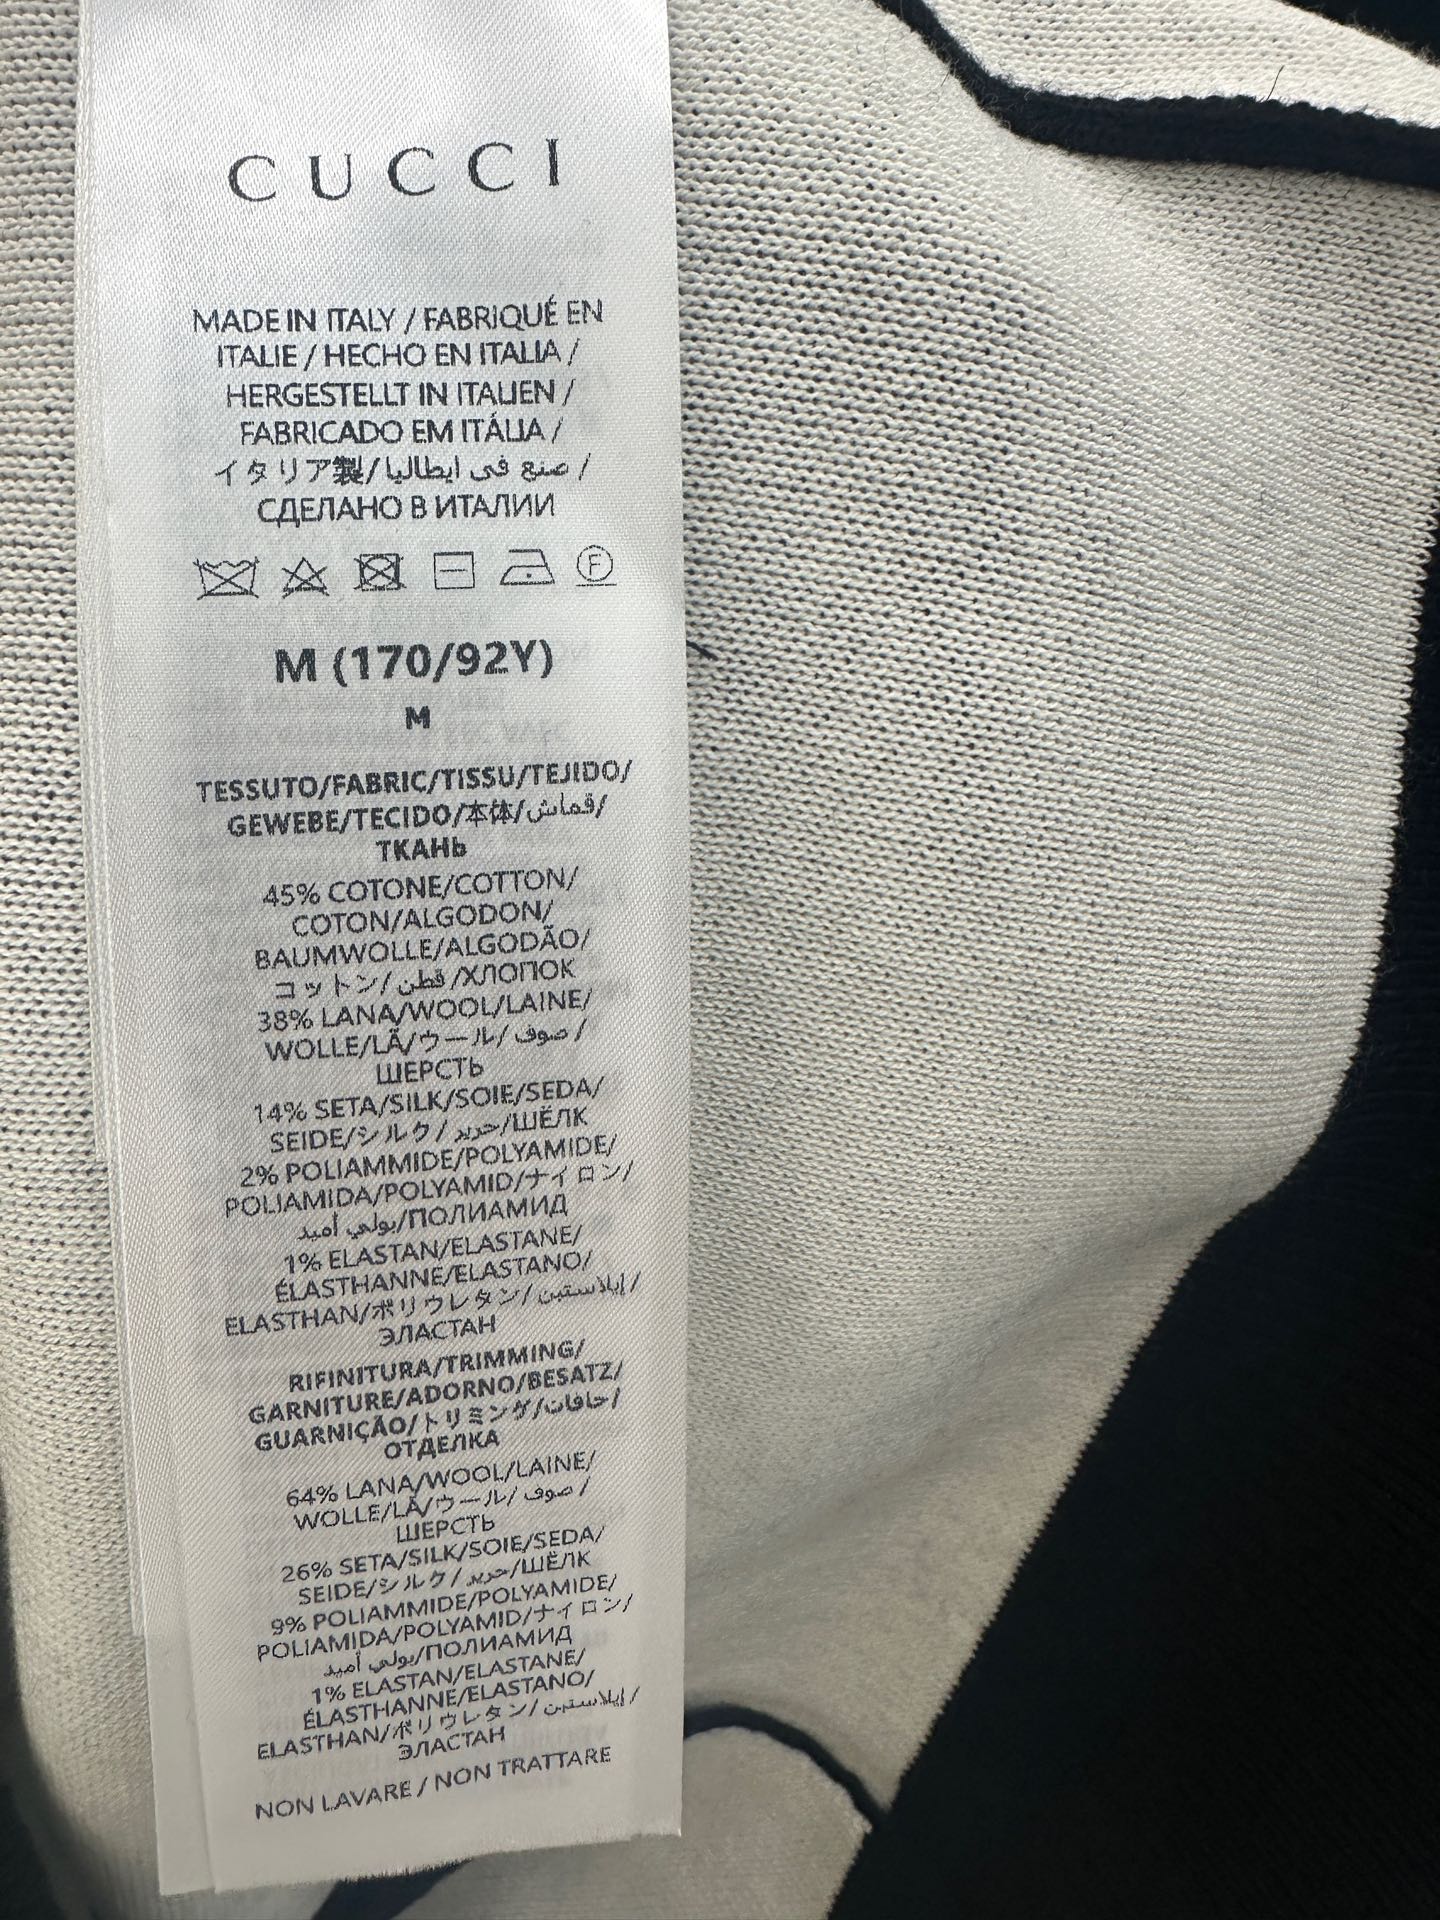 GUCCI
MADE IN ITALY / FABRIQUÉ EN
ITALIE / HECHO EN ITALIA /
HERGESTELLT IN ITALIEN /
FABRICADO EM ITÁLIA /
イタリア製/ صنع في ايطاليا /
СДЕЛАНО В ИТАЛИИ
F
M (170/92Y)
M
TESSUTO/FABRIC/TISSU/TEJIDO/
GEWEBE/TECIDO/本体/قماش/
ТКАНЬ
45% COTONE/COTTON/
COTON/ALGODON/
BAUMWOLLE/ALGODÃO/
コットン/ قطن /ХЛОПОК
38% LANA/WOOL/LAINE/
WOLLE/LÃ/ウール/ صوف /
ШЕРСТЬ
14% SETA/SILK/SOIE/SEDA/
SEIDE/シルク/ حرير /ШЁЛК
2% POLIAMMIDE/POLYAMIDE/
POLIAMIDA/POLYAMID/ナイロン/
بولي أميد/ПОЛИАМИД
1% ELASTAN/ELASTANE/
ÉLASTHANNE/ELASTANO/
ELASTHAN/ポリウレタン/ إيلاستين/
ЭЛАСТАН
RIFINITURA/TRIMMING/
GARNITURE/ADORNO/BESATZ/
GUARNIÇÃO/トリミング/حافات/
ОТДЕЛКА
64% LANA/WOOL/LAINE/
WOLLE/LÃ/ウール/ صوف /
ШЕРСТЬ
26% SETA/SILK/SOIE/SEDA/
SEIDE/シルク/ حرير /ШЁЛК
9% POLIAMMIDE/POLYAMIDE/
POLIAMIDA/POLYAMID/ナイロン/
بولي أميد/ПОЛИАМИД
1% ELASTAN/ELASTANE/
ÉLASTHANNE/ELASTANO/
ELASTHAN/ポリウレタン/ إيلاستين/
ЭЛАСТАН
NON LAVARE / NON TRATTARE